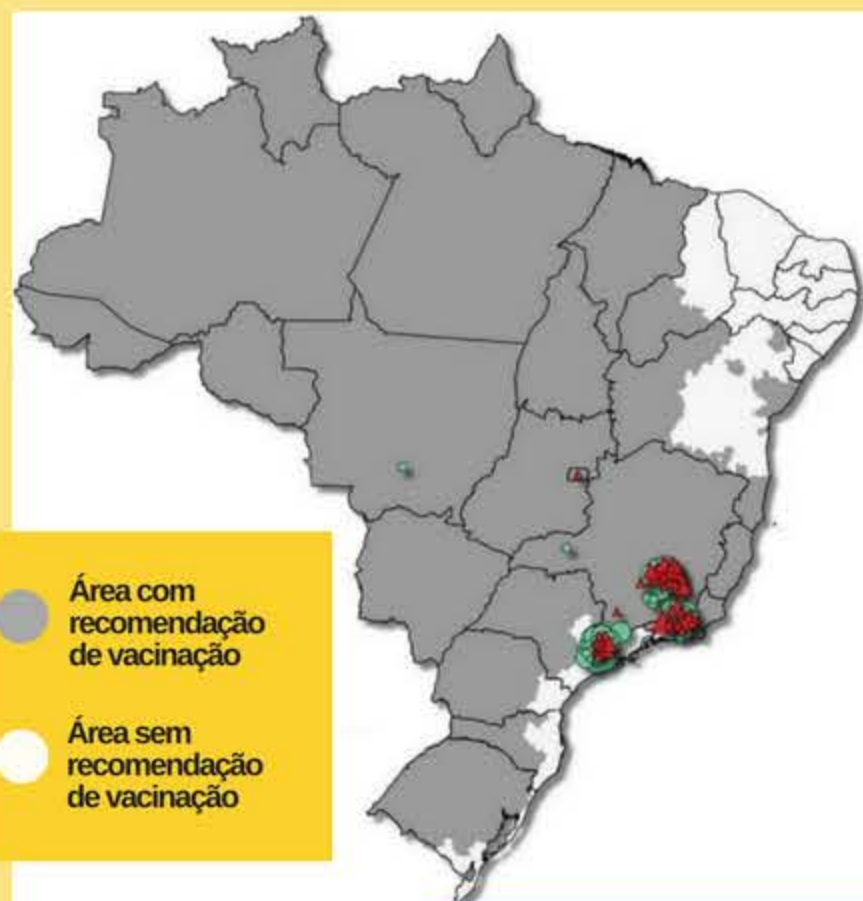 Área com
recomendação
de vacinação
Área sem
recomendação
de vacinação